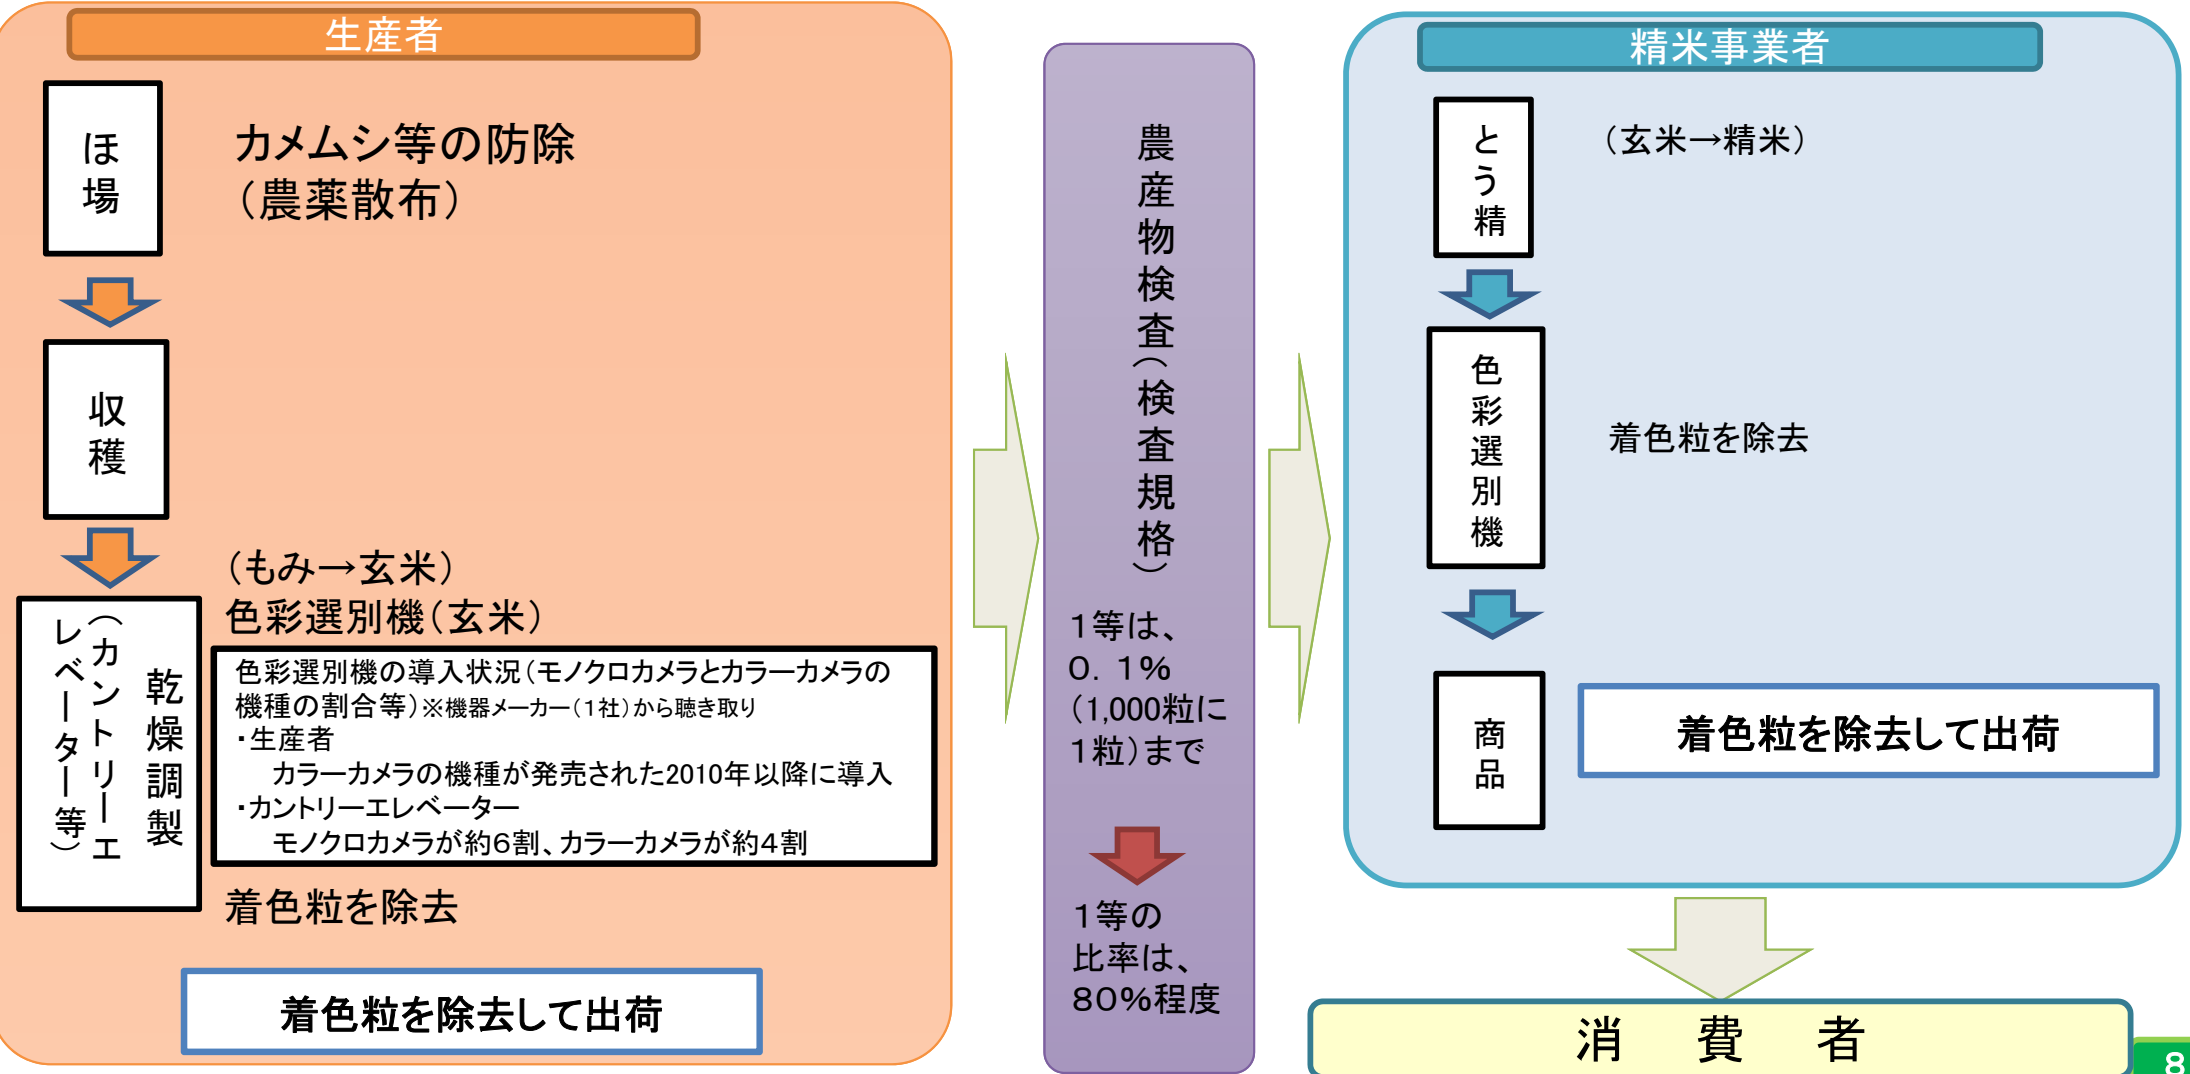 生産者
ほ場
カメムシ等の防除
（農薬散布）
収穫
乾燥調製
（カントリーエ
レベーター等）
（もみ→玄米）
色彩選別機（玄米）
色彩選別機の導入状況（モノクロカメラとカラーカメラの
機種の割合等）※機器メーカー（１社）から聴き取り
・生産者
カラーカメラの機種が発売された2010年以降に導入
・カントリーエレベーター
モノクロカメラが約６割、カラーカメラが約４割
着色粒を除去
着色粒を除去して出荷
農産物検査（検査規格）
１等は、
０．１％
（1,000粒に
１粒）まで
１等の
比率は、
８０％程度
精米事業者
とう精
（玄米→精米）
色彩選別機
着色粒を除去
商品
着色粒を除去して出荷
消　費　者
8